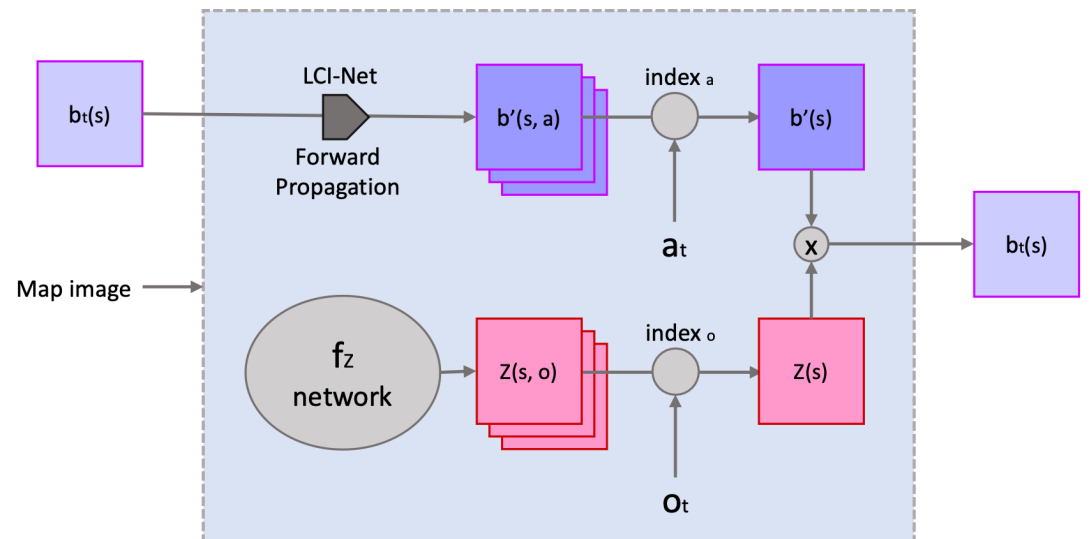 LCI-Net
index a
bt(s)
b’(s, a)
b’(s)
Forward
Propagation
at
x
bt(s)
Map image
index o
fz
network
Z(s, o)
Z(s)
ot